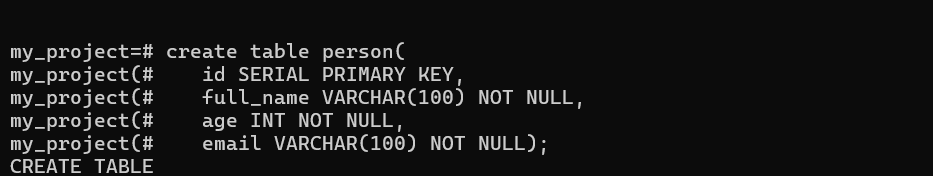 my_project=# create table person(
my_project(#    id SERIAL PRIMARY KEY,
my_project(#    full_name VARCHAR(100) NOT NULL,
my_project(#    age INT NOT NULL,
my_project(#    email VARCHAR(100) NOT NULL);
CREATE TABLE